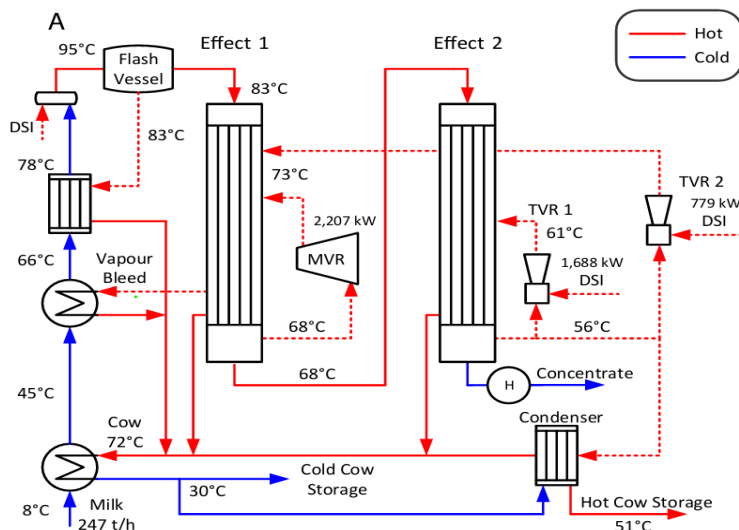 A
Effect 1
Effect 2
Hot
Cold
95°C
Flash
Vessel
83°C
DSI
83°C
78°C
73°C
2,207 kW
MVR
TVR 1
61°C
1,688 kW
DSI
TVR 2
779 kW
DSI
66°C
Vapour
Bleed
68°C
68°C
56°C
H
Concentrate
45°C
Cow
72°C
Condenser
30°C
Cold Cow
Storage
Hot Cow Storage
51°C
8°C
Milk
247 t/h